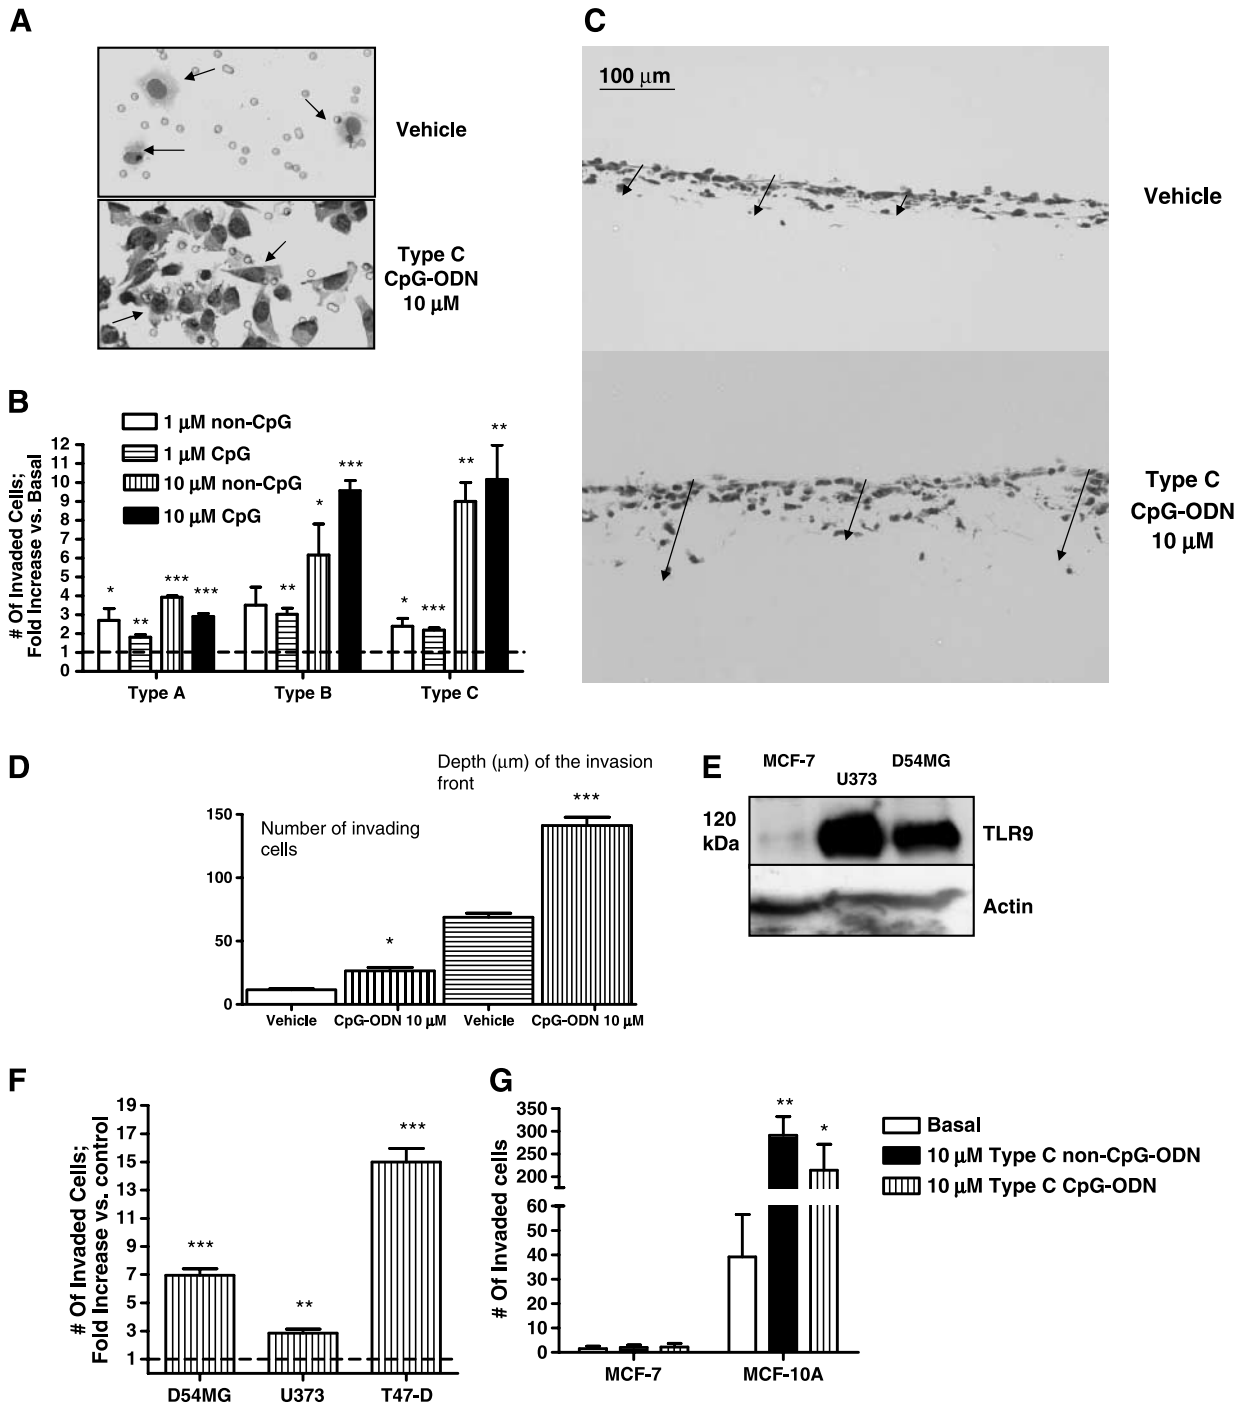 A
Vehicle
Type C
CpG-ODN
10 µM
B
1 µM non-CpG
1 µM CpG
10 µM non-CpG
10 µM CpG
# Of Invaded Cells;
Fold Increase vs. Basal
12
11
10
9
8
7
6
5
4
3
2
1
0
*
**
***
***
**
*
***
*
***
**
**
Type A
Type B
Type C
C
100 µm
Vehicle
Type C
CpG-ODN
10 µM
D
Depth (µm) of the invasion
front
Number of invading
cells
150
100
50
0
*
***
Vehicle
CpG-ODN 10 µM
Vehicle
CpG-ODN 10 µM
E
MCF-7
U373
D54MG
120
kDa
TLR9
Actin
F
# Of Invaded Cells;
Fold Increase vs. control
19
17
15
13
11
9
7
5
3
1
***
**
***
D54MG
U373
T47-D
G
# Of Invaded cells
350
300
250
200
60
50
40
30
20
10
0
**
*
MCF-7
MCF-10A
Basal
10 µM Type C non-CpG-ODN
10 µM Type C CpG-ODN